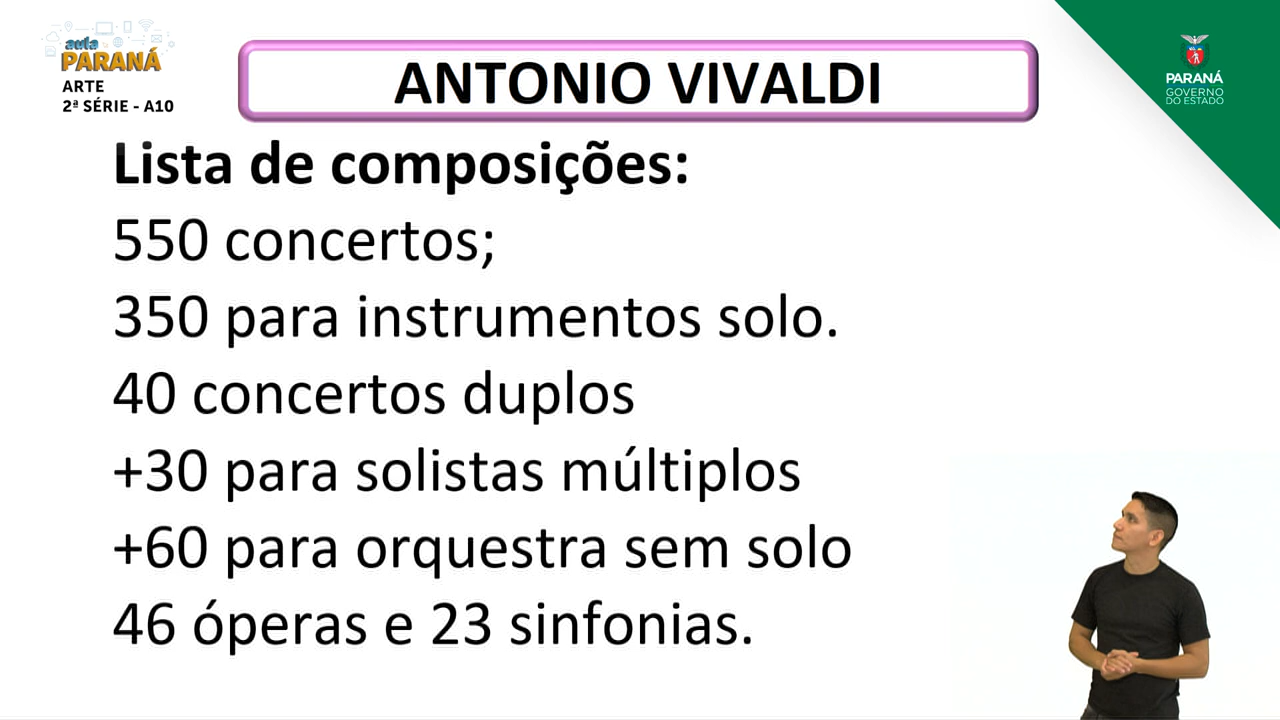 aula
PARANÁ
ARTE
2ª SÉRIE - A10
ANTONIO VIVALDI
PARANÁ
GOVERNO
DO ESTADO
Lista de composições:
550 concertos;
350 para instrumentos solo.
40 concertos duplos
+30 para solistas múltiplos
+60 para orquestra sem solo
46 óperas e 23 sinfonias.